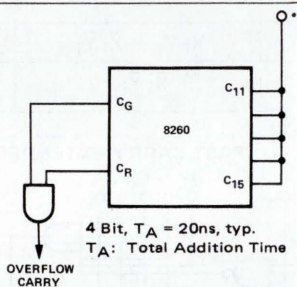 *
C_G
C_11
8260
C_R
C_15
4 Bit, T_A = 20ns, typ.
T_A: Total Addition Time
OVERFLOW
CARRY